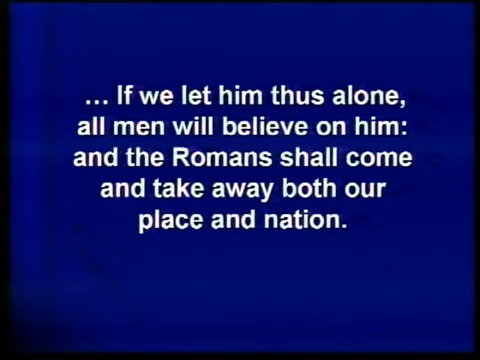 ... If we let him thus alone,
all men will believe on him:
and the Romans shall come
and take away both our
place and nation.